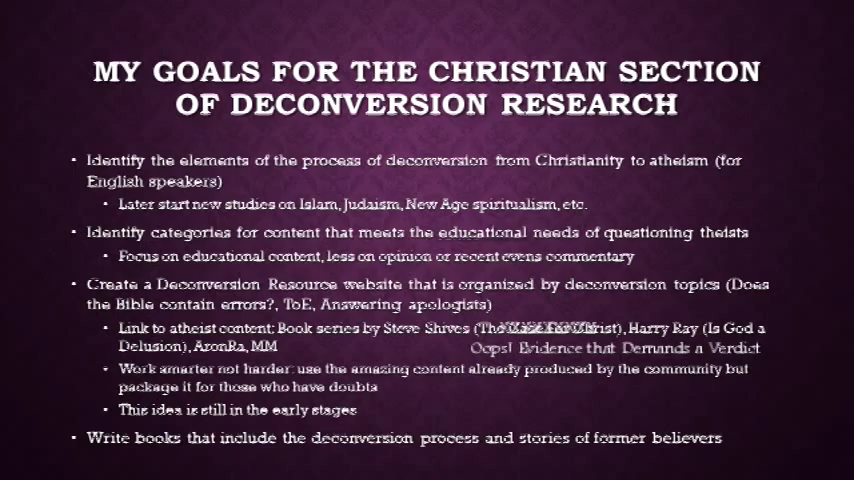 MY GOALS FOR THE CHRISTIAN SECTION
OF DECONVERSION RESEARCH
• Identify the elements of the process of deconversion from Christianity to atheism (for
English speakers)
• Later start new studies on Islam, Judaism, New Age spiritualism, etc.
• Identify categories for content that meets the educational needs of questioning theists
• Focus on educational content, less on opinion or recent evens commentary
• Create a Deconversion Resource website that is organized by deconversion topics (Does
the Bible contain errors?, ToE, Answering apologists)
• Link to atheist content: Book series by Steve Shives (The Case For Christ), Harry Ray (Is God a
Delusion), AronRa, MM
Oops! Evidence that Demands a Verdict
• Work smarter not harder: use the amazing content already produced by the community but
package it for those who have doubts
• This idea is still in the early stages
• Write books that include the deconversion process and stories of former believers